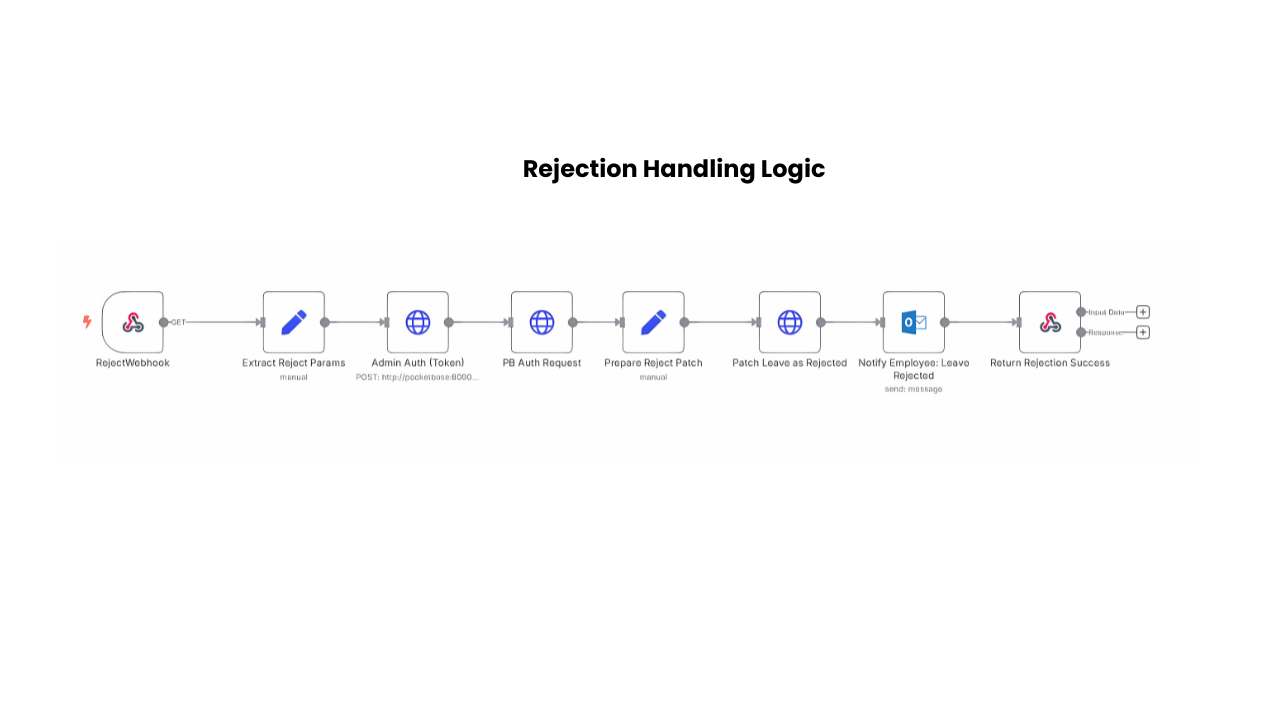 Rejection Handling Logic
GET
Input Data
Response
RejectWebhook
Extract Reject Params
manual
Admin Auth (Token)
POST: http://pocketbase:8090...
PB Auth Request
Prepare Reject Patch
manual
Patch Leave as Rejected
Notify Employee: Leave
Rejected
send: message
Return Rejection Success